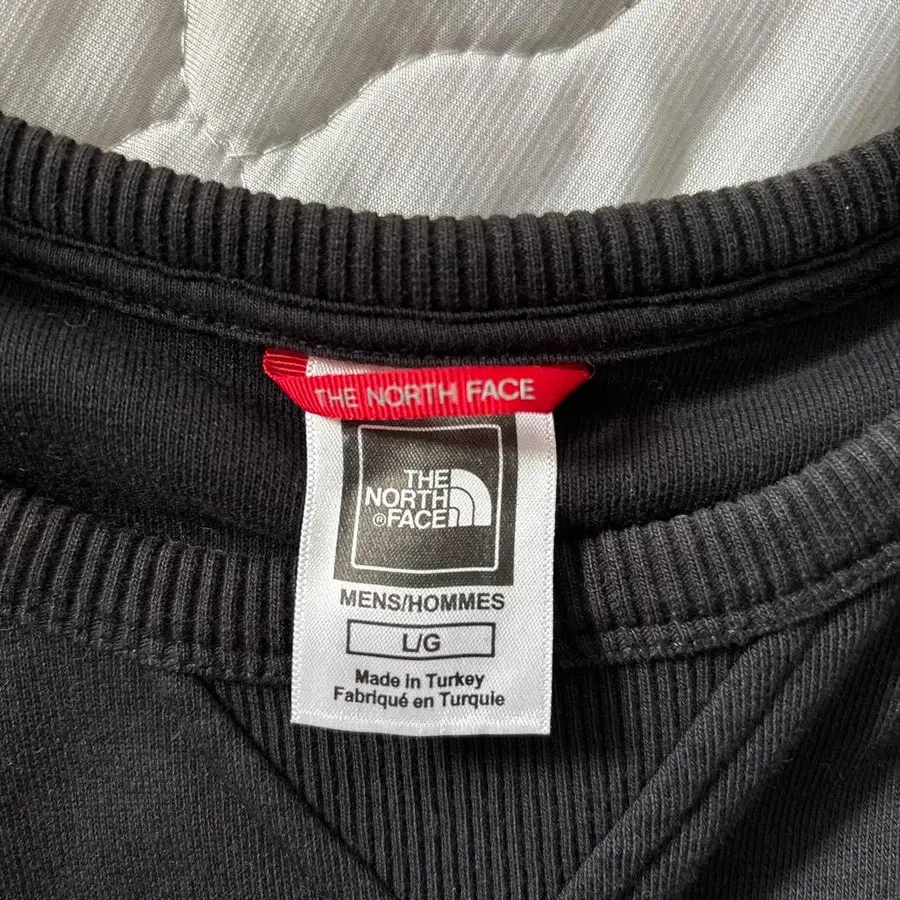 THE NORTH FACE
THE
NORTH
®FACE
MENS/HOMMES
L/G
Made in Turkey
Fabriqué en Turquie